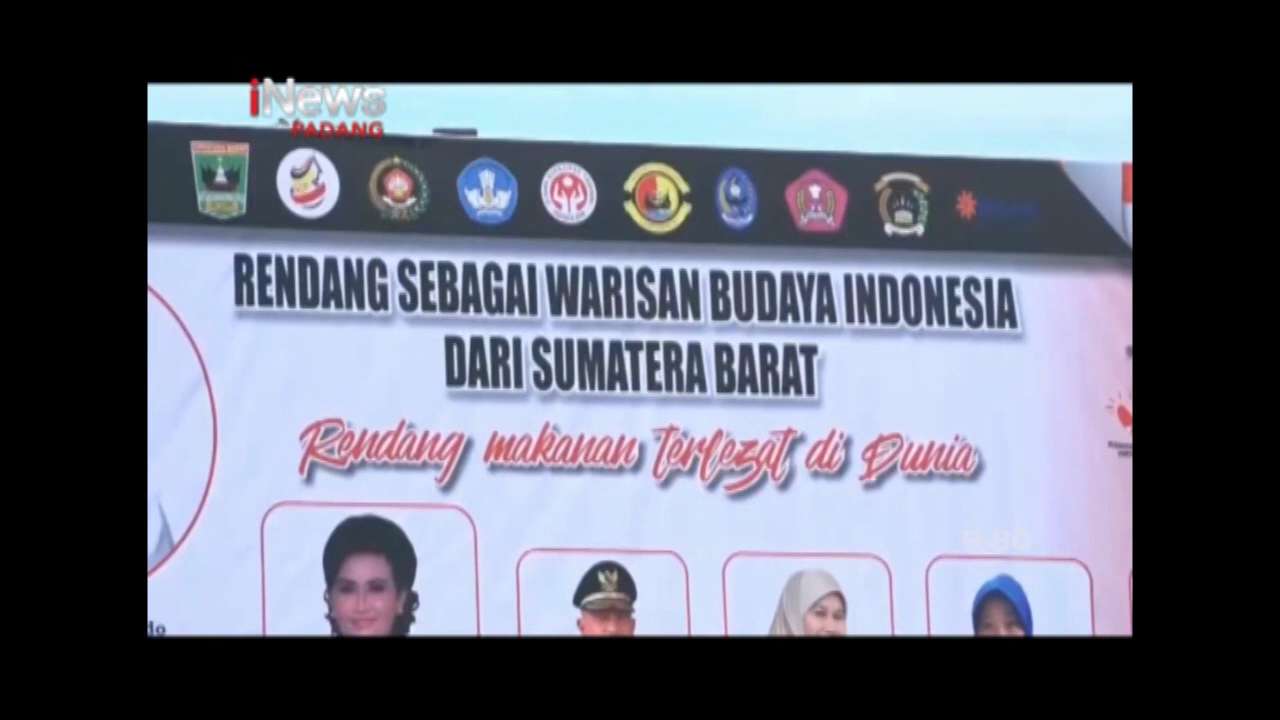 iNews
PADANG
RENDANG SEBAGAI WARISAN BUDAYA INDONESIA
DARI SUMATERA BARAT
Rendang makanan terlezat di Dunia